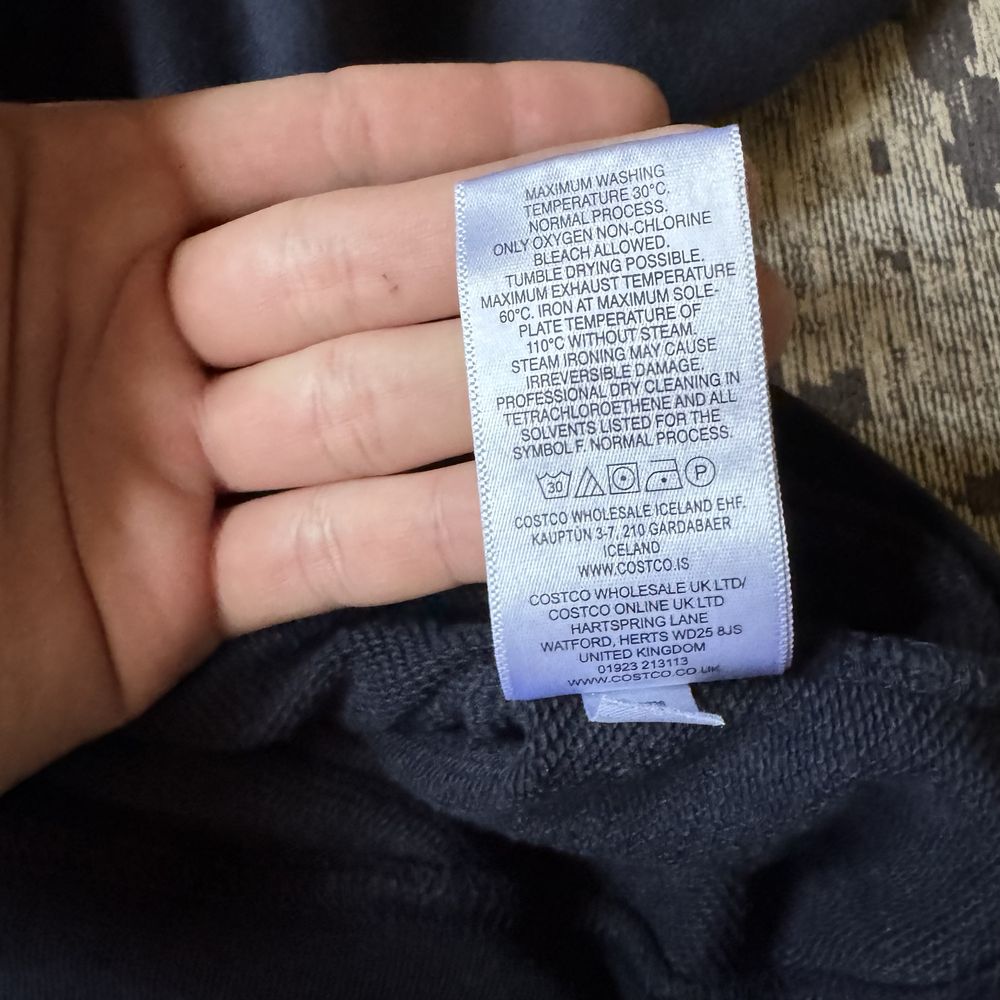 MAXIMUM WASHING
TEMPERATURE 30°C.
NORMAL PROCESS.
ONLY OXYGEN NON-CHLORINE
BLEACH ALLOWED.
TUMBLE DRYING POSSIBLE.
MAXIMUM EXHAUST TEMPERATURE
60°C. IRON AT MAXIMUM SOLE-
PLATE TEMPERATURE OF
110°C WITHOUT STEAM.
STEAM IRONING MAY CAUSE
IRREVERSIBLE DAMAGE.
PROFESSIONAL DRY CLEANING IN
TETRACHLOROETHENE AND ALL
SOLVENTS LISTED FOR THE
SYMBOL F. NORMAL PROCESS.
30 P
COSTCO WHOLESALE ICELAND EHF.
KAUPTÚN 3-7, 210 GARDABAER
ICELAND
WWW.COSTCO.IS
COSTCO WHOLESALE UK LTD/
COSTCO ONLINE UK LTD
HARTSPRING LANE
WATFORD, HERTS WD25 8JS
UNITED KINGDOM
01923 213113
WWW.COSTCO.CO.UK